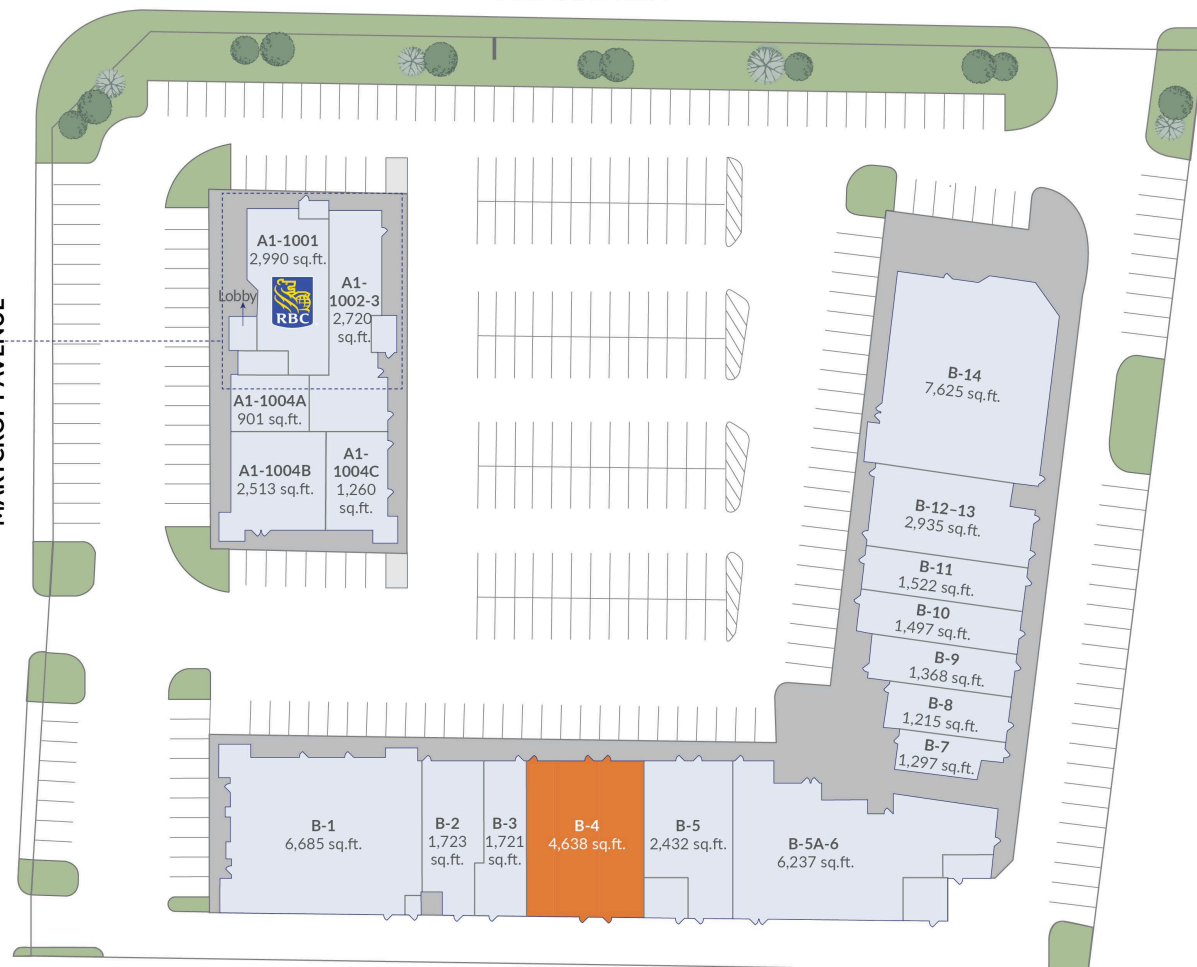 A1-1001
2,990 sq.ft.
Lobby
RBC
A1-
1002-3
2,720
sq.ft.
A1-1004A
901 sq.ft.
A1-1004B
2,513 sq.ft.
A1-
1004C
1,260
sq.ft.
B-14
7,625 sq.ft.
B-12–13
2,935 sq.ft.
B-11
1,522 sq.ft.
B-10
1,497 sq.ft.
B-9
1,368 sq.ft.
B-8
1,215 sq.ft.
B-7
1,297 sq.ft.
B-1
6,685 sq.ft.
B-2
1,723
sq.ft.
B-3
1,721
sq.ft.
B-4
4,638 sq.ft.
B-5
2,432 sq.ft.
B-5A-6
6,237 sq.ft.